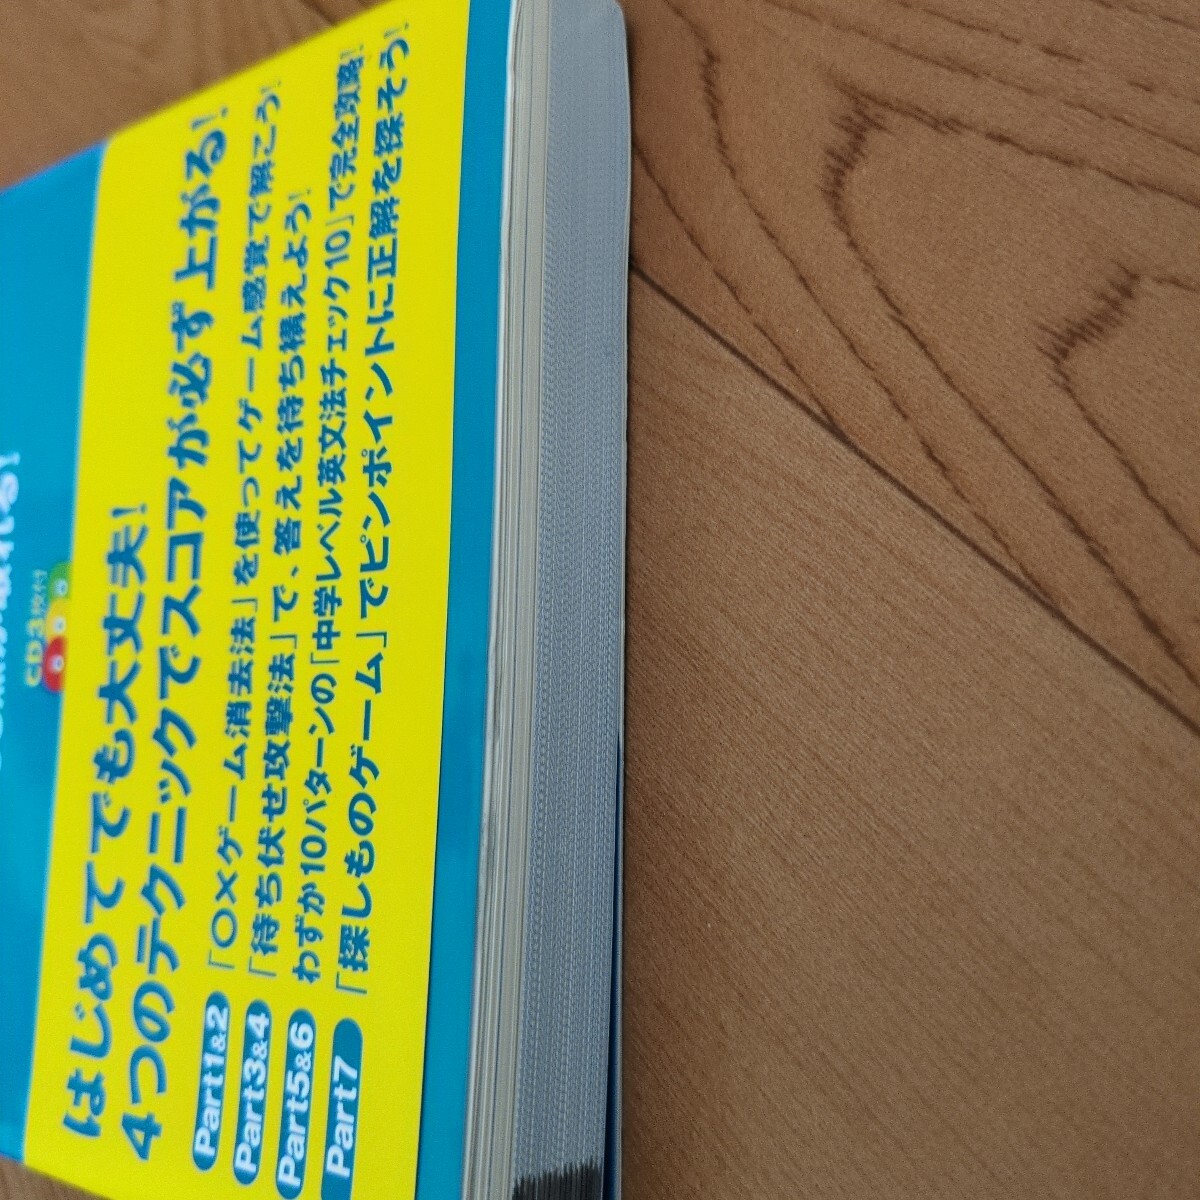 れる!
CD3枚付
はじめてでも大丈夫!
4つのテクニックでスコアが必ず上がる!
Part1&2 「○×ゲーム消去法」を使ってゲーム感覚で解こう!
Part3&4 「待ち伏せ攻撃法」で、答えを待ち構えよう!
Part5&6 わずか10パターンの「中学レベル英文法チェック10」で完全攻略!
Part7 「探しものゲーム」でピンポイントに正解を探そう!